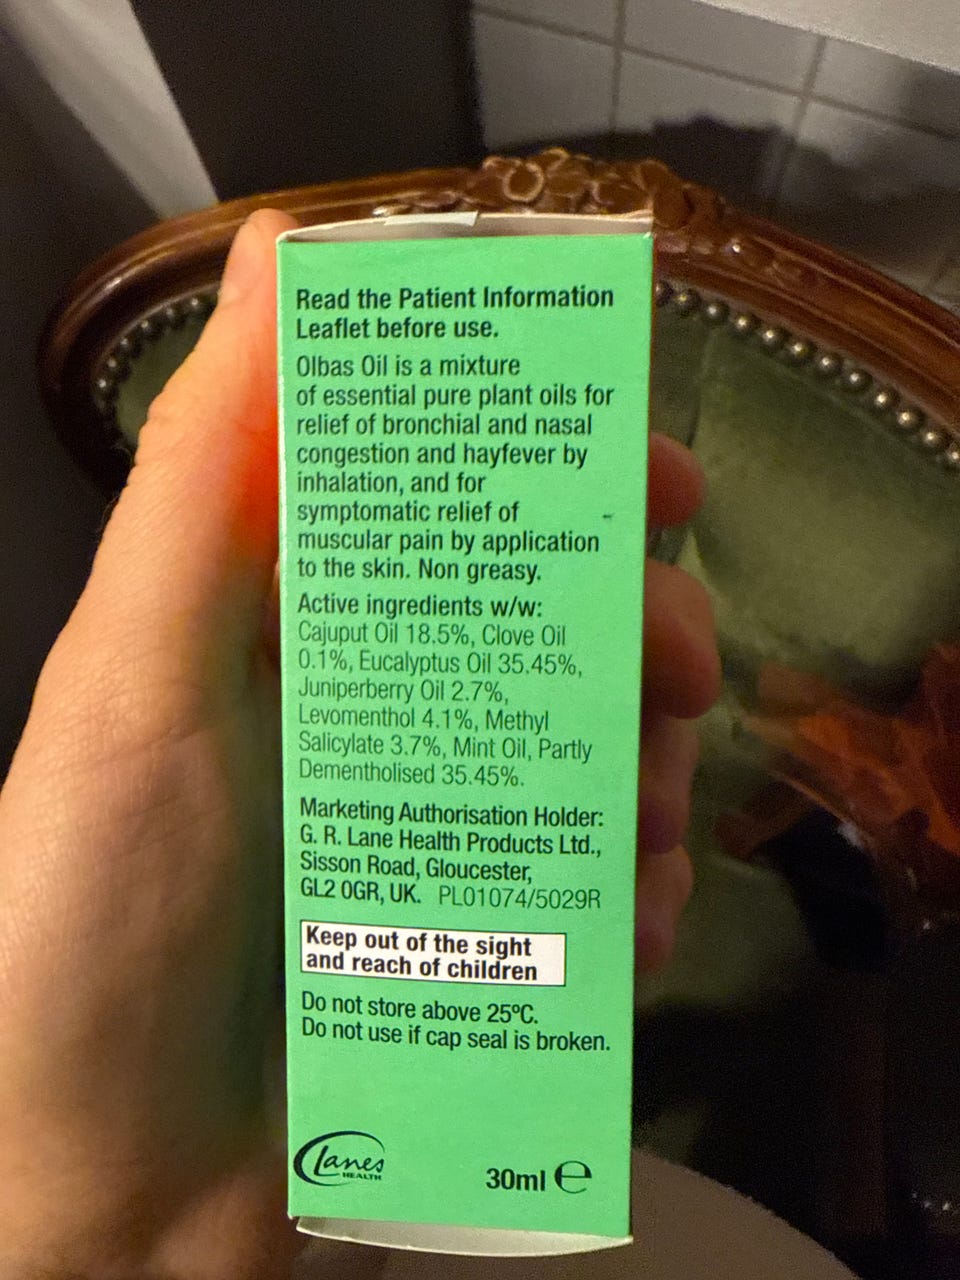 Read the Patient Information
Leaflet before use.
Olbas Oil is a mixture
of essential pure plant oils for
relief of bronchial and nasal
congestion and hayfever by
inhalation, and for
symptomatic relief of
muscular pain by application
to the skin. Non greasy.
Active ingredients w/w:
Cajuput Oil 18.5%, Clove Oil
0.1%, Eucalyptus Oil 35.45%,
Juniperberry Oil 2.7%,
Levomenthol 4.1%, Methyl
Salicylate 3.7%, Mint Oil, Partly
Dementholised 35.45%.
Marketing Authorisation Holder:
G. R. Lane Health Products Ltd.,
Sisson Road, Gloucester,
GL2 0GR, UK. PL01074/5029R
Keep out of the sight
and reach of children
Do not store above 25ºC.
Do not use if cap seal is broken.
Lanes
HEALTH
30ml ℮